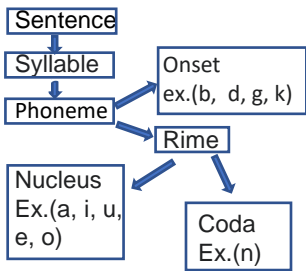 Sentence
Syllable
Phoneme
Onset
ex.(b, d, g, k)
Rime
Nucleus
Ex.(a, i, u,
e, o)
Coda
Ex.(n)